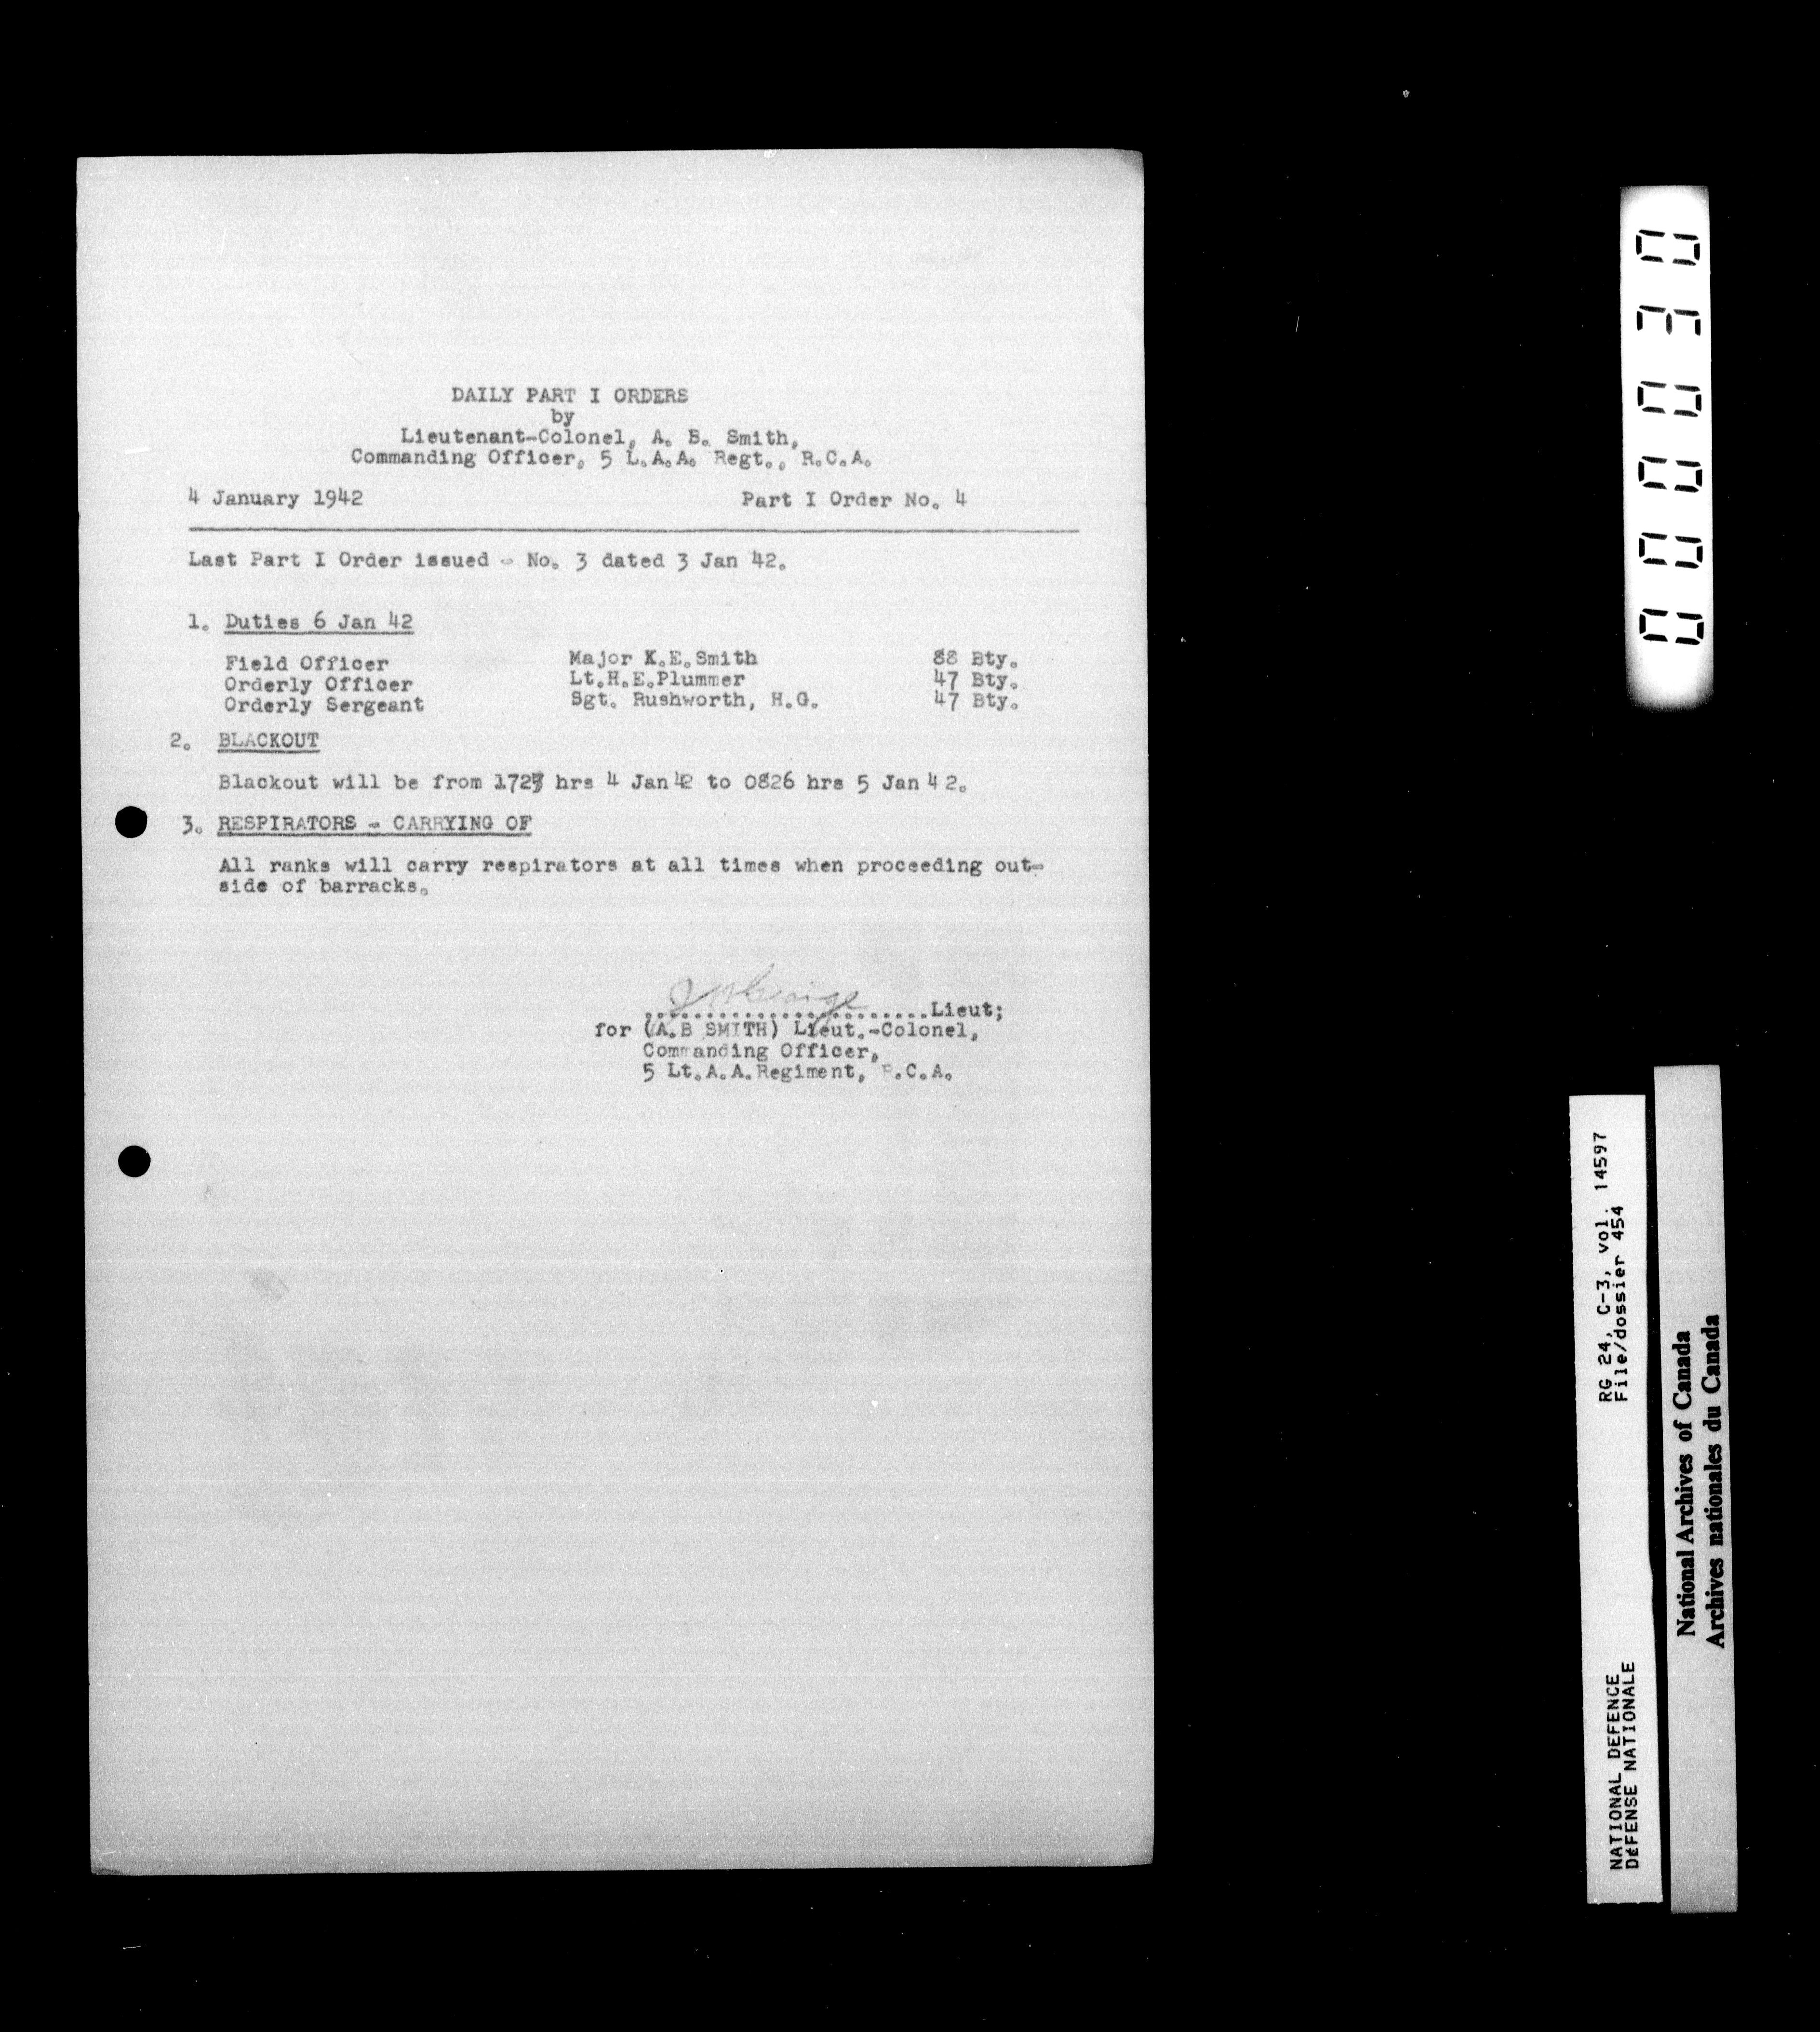 DAILY PART I ORDERS
by
Lieutenant-Colonel, A. B. Smith,
Commanding Officer, 5 L.A.A. Regt., R.C.A.
4 January 1942 Part I Order No. 4
Last Part I Order issued - No. 3 dated 3 Jan 42.
1. Duties 6 Jan 42
Field Officer Major K.E.Smith 88 Bty.
Orderly Officer Lt.H.E.Plummer 47 Bty.
Orderly Sergeant Sgt. Rushworth, H.G. 47 Bty.
2. BLACKOUT
Blackout will be from hrs 4 Jan 42 to 0826 hrs 5 Jan 42.
3. RESPIRATORS - CARRYING OF
All ranks will carry respirators at all times when proceeding out-
side of barracks.
.......................Lieut;
for (A.B SMITH) Lieut.-Colonel,
Commanding Officer,
5 Lt.A.A.Regiment, R.C.A.
000030
RG 24, C-3, vol. 14597
File/dossier 454
NATIONAL DEFENCE
DéFENSE NATIONALE
National Archives of Canada
Archives nationales du Canada